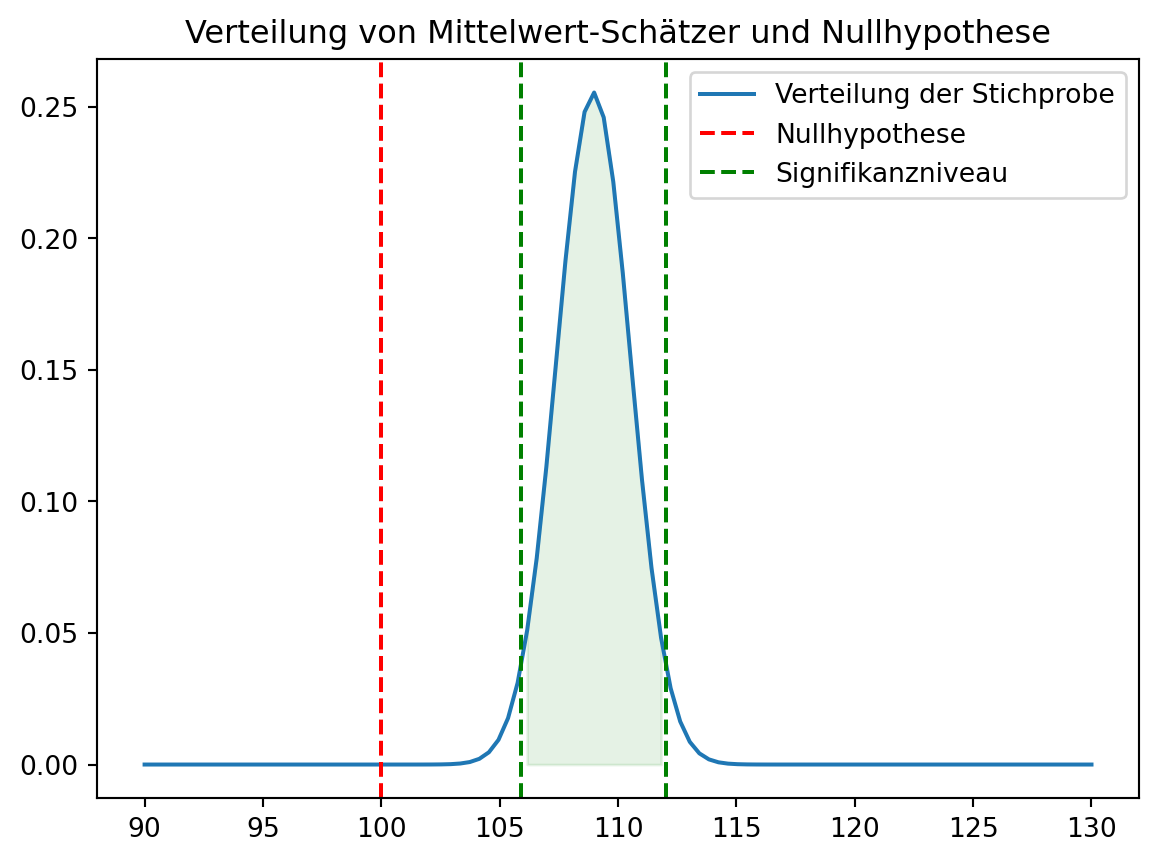 Verteilung von Mittelwert-Schätzer und Nullhypothese
Verteilung der Stichprobe
Nullhypothese
Signifikanzniveau
0.25
0.20
0.15
0.10
0.05
0.00
90 95 100 105 110 115 120 125 130